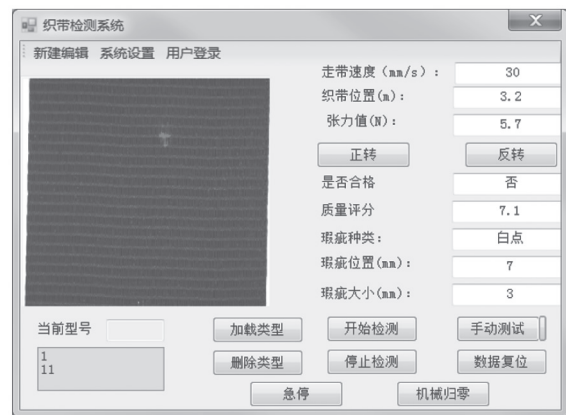 织带检测系统
新建编辑 系统设置 用户登录
走带速度（mm/s）： 30
织带位置(m)： 3.2
张力值(N)： 5.7
正转 反转
是否合格 否
质量评分 7.1
瑕疵种类： 白点
瑕疵位置(mm)： 7
瑕疵大小(mm)： 3
当前型号 加载类型 开始检测 手动测试
1
11
删除类型 停止检测 数据复位
急停 机械归零